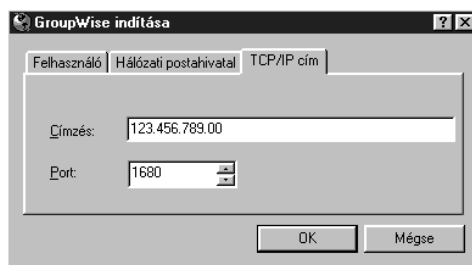 GroupWise indítása
Felhasználó Hálózati postahivatal TCP/IP cím
Címzés: 123.456.789.00
Port: 1680
OK Mégse